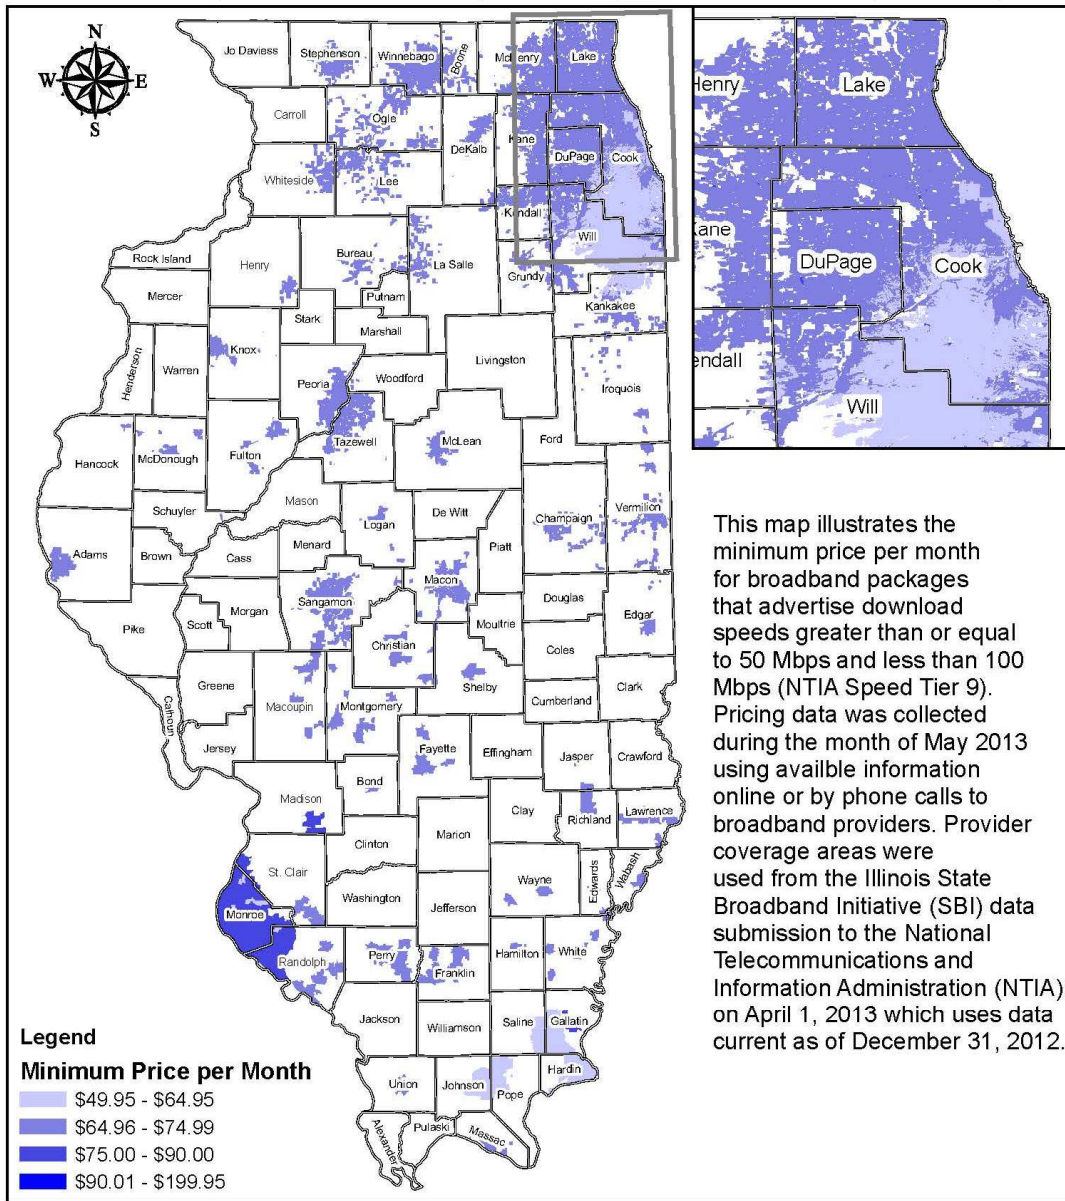 N
W E
S
Jo Daviess
Stephenson
Winnebago
Boone
McHenry
Lake
Carroll
Ogle
DeKalb
Kane
DuPage
Cook
Whiteside
Lee
Kendall
Will
Rock Island
Henry
Bureau
La Salle
Grundy
Mercer
Putnam
Kankakee
Stark
Marshall
Henderson
Warren
Knox
Peoria
Woodford
Livingston
Iroquois
Hancock
McDonough
Fulton
Tazewell
McLean
Ford
Schuyler
Mason
Logan
De Witt
Champaign
Vermilion
Adams
Brown
Cass
Menard
Macon
Piatt
Pike
Scott
Morgan
Sangamon
Christian
Moultrie
Douglas
Edgar
Coles
Greene
Calhoun
Macoupin
Montgomery
Shelby
Cumberland
Clark
Jersey
Fayette
Effingham
Jasper
Crawford
Madison
Bond
Clay
Richland
Lawrence
Marion
Clinton
St. Clair
Monroe
Washington
Jefferson
Wayne
Edwards
Wabash
Randolph
Perry
Franklin
Hamilton
White
Jackson
Williamson
Saline
Gallatin
Union
Johnson
Pope
Hardin
Alexander
Pulaski
Massac
Henry
Lake
Kane
DuPage
Cook
endall
Will
This map illustrates the
minimum price per month
for broadband packages
that advertise download
speeds greater than or equal
to 50 Mbps and less than 100
Mbps (NTIA Speed Tier 9).
Pricing data was collected
during the month of May 2013
using availble information
online or by phone calls to
broadband providers. Provider
coverage areas were
used from the Illinois State
Broadband Initiative (SBI) data
submission to the National
Telecommunications and
Information Administration (NTIA)
on April 1, 2013 which uses data
current as of December 31, 2012.
Legend
Minimum Price per Month
$49.95 - $64.95
$64.96 - $74.99
$75.00 - $90.00
$90.01 - $199.95